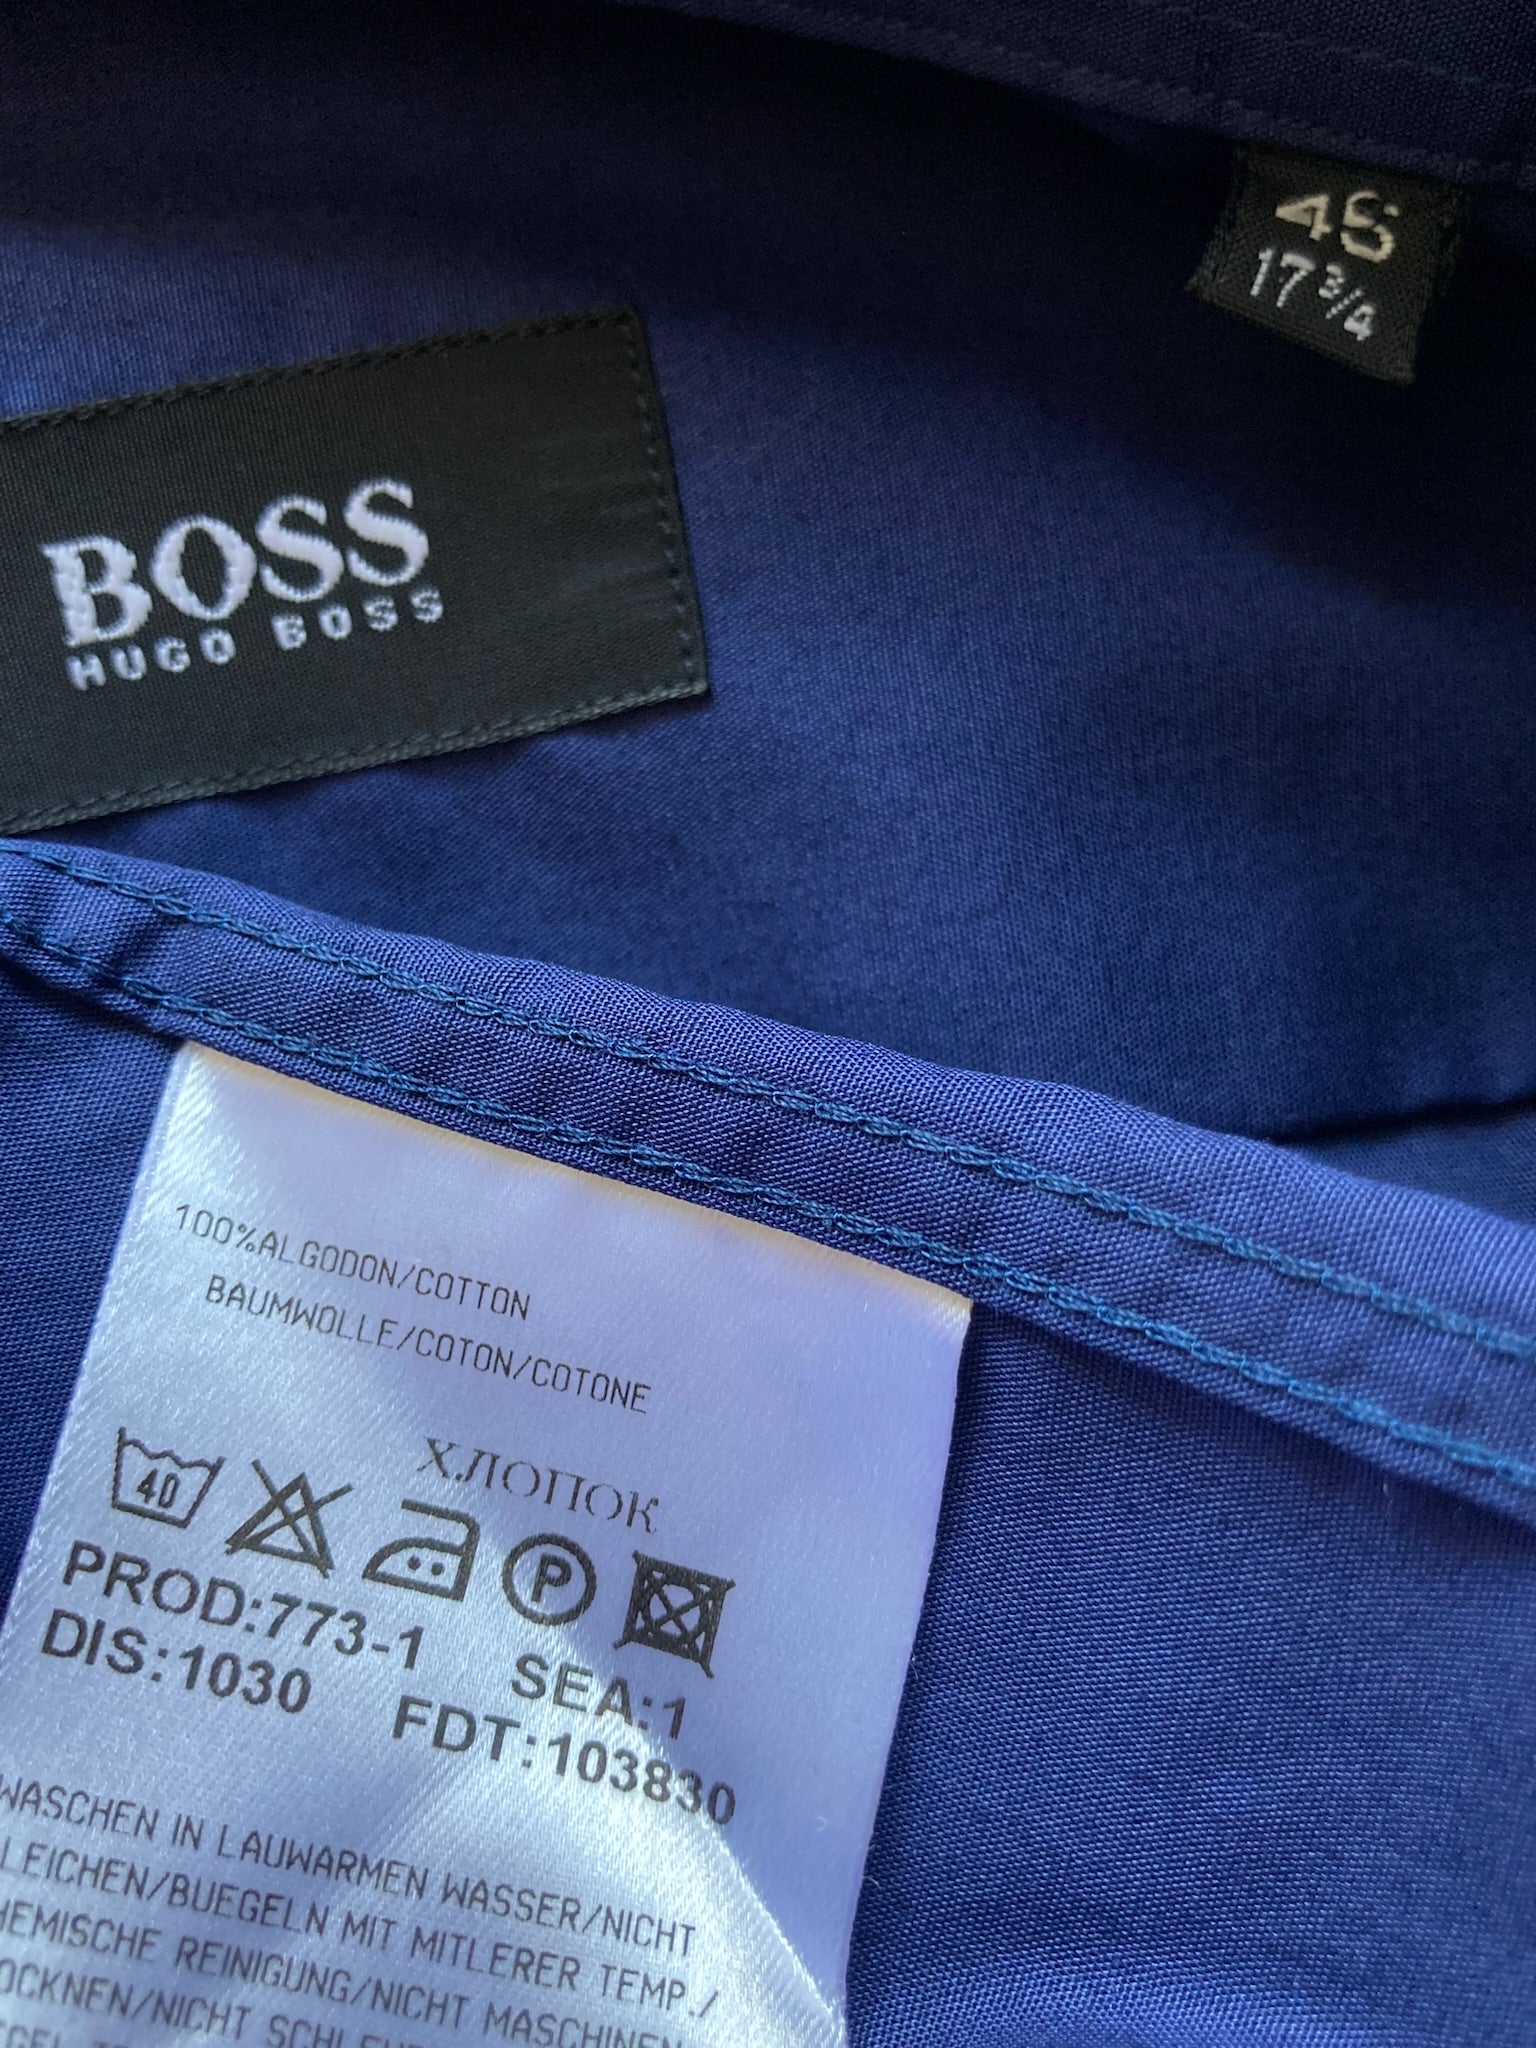 45
17 3/4
BOSS
HUGO BOSS
100%ALGODON/COTTON
BAUMWOLLE/COTON/COTONE
ХЛОПОК
40
P
PROD:773-1
SEA:1
DIS:1030
FDT:103830
WASCHEN IN LAUWARMEN WASSER/NICHT
LEICHEN/BUEGELN MIT MITLERER TEMP./
HEMISCHE REINIGUNG/NICHT MASCHINEN
OCKNEN/NICHT